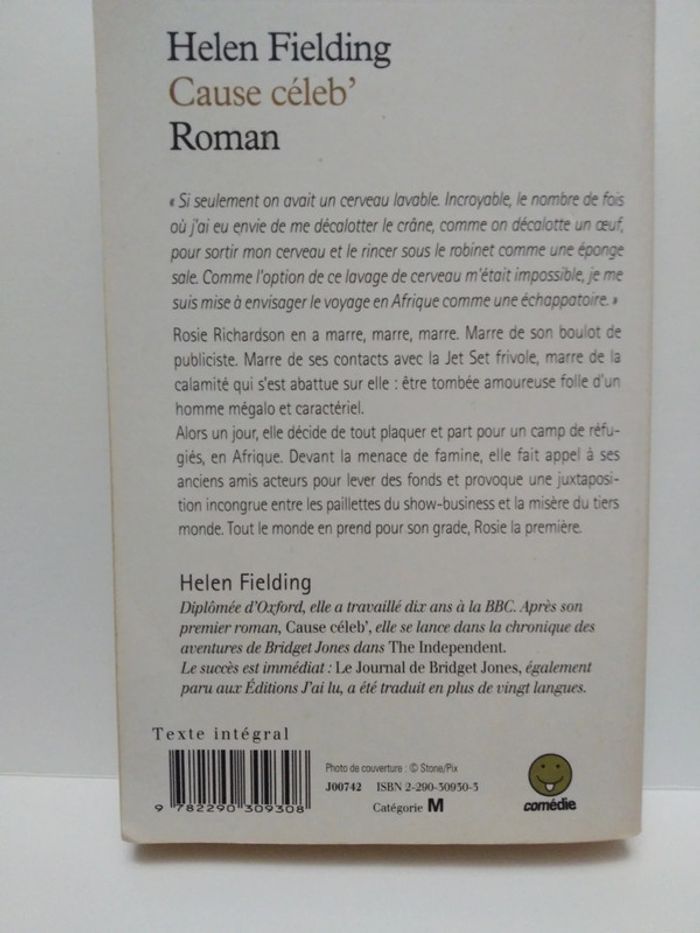 Helen Fielding
Cause céleb'
Roman
« Si seulement on avait un cerveau lavable. Incroyable, le nombre de fois
où j'ai eu envie de me décalotter le crâne, comme on décalotte un œuf,
pour sortir mon cerveau et le rincer sous le robinet comme une éponge
sale. Comme l'option de ce lavage de cerveau m'était impossible, je me
suis mise à envisager le voyage en Afrique comme une échappatoire. »
Rosie Richardson en a marre, marre, marre. Marre de son boulot de
publiciste. Marre de ses contacts avec la Jet Set frivole, marre de la
calamité qui s'est abattue sur elle : être tombée amoureuse folle d'un
homme mégalo et caractériel.
Alors un jour, elle décide de tout plaquer et part pour un camp de réfu-
giés, en Afrique. Devant la menace de famine, elle fait appel à ses
anciens amis acteurs pour lever des fonds et provoque une juxtaposi-
tion incongrue entre les paillettes du show-business et la misère du tiers
monde. Tout le monde en prend pour son grade, Rosie la première.
Helen Fielding
Diplômée d'Oxford, elle a travaillé dix ans à la BBC. Après son
premier roman, Cause céleb', elle se lance dans la chronique des
aventures de Bridget Jones dans The Independent.
Le succès est immédiat : Le Journal de Bridget Jones, également
paru aux Éditions J'ai lu, a été traduit en plus de vingt langues.
Texte intégral
9 782290 309308
Photo de couverture : © Stone/Pix
J00742 ISBN 2-290-30930-3
Catégorie M
comédie